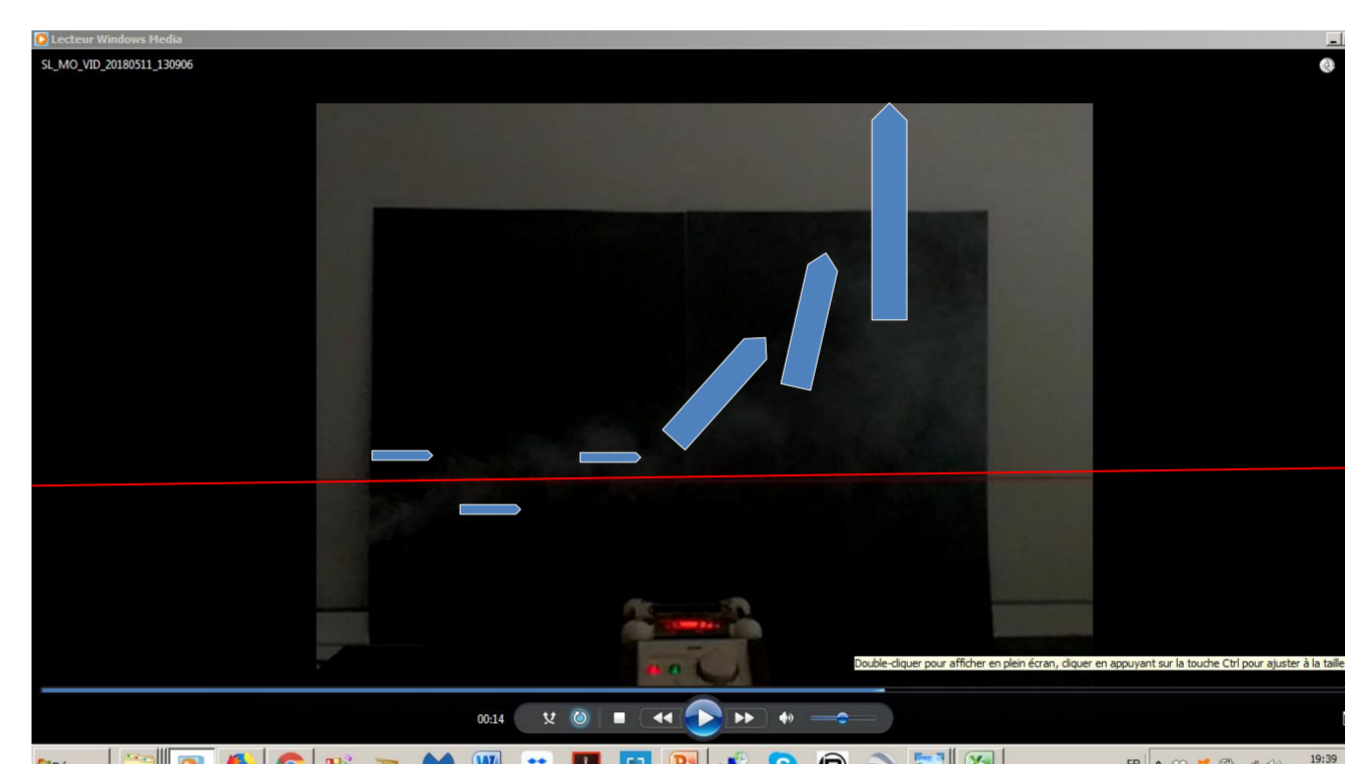 Lecteur Windows Media
SL_MO_VID_20180511_130906
Double-cliquer pour afficher en plein écran, cliquer en appuyant sur la touche Ctrl pour ajuster à la taille
00:14
FR
19:39